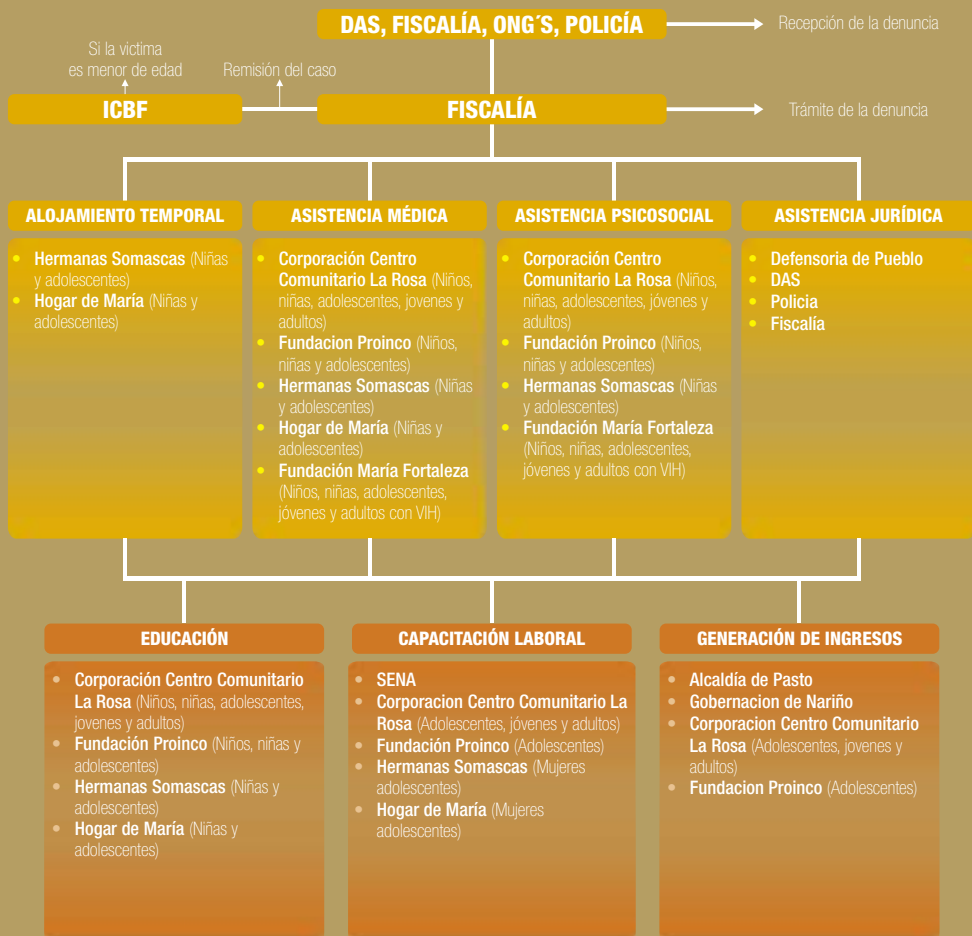 DAS, FISCALÍA, ONG´S, POLICÍA
Recepción de la denuncia
Si la victima
es menor de edad
Remisión del caso
ICBF
FISCALÍA
Trámite de la denuncia
ALOJAMIENTO TEMPORAL
• Hermanas Somascas (Niñas
y adolescentes)
• Hogar de María (Niñas y
adolescentes)
ASISTENCIA MÉDICA
• Corporación Centro
Comunitario La Rosa (Niños,
niñas, adolescentes, jovenes y
adultos)
• Fundacion Proinco (Niños,
niñas y adolescentes)
• Hermanas Somascas (Niñas
y adolescentes)
• Hogar de María (Niñas y
adolescentes)
• Fundación María Fortaleza
(Niños, niñas, adolescentes,
jóvenes y adultos con VIH)
ASISTENCIA PSICOSOCIAL
• Corporación Centro
Comunitario La Rosa (Niños,
niñas, adolescentes, jóvenes y
adultos)
• Fundación Proinco (Niños,
niñas y adolescentes)
• Hermanas Somascas (Niñas
y adolescentes)
• Fundación María Fortaleza
(Niños, niñas, adolescentes,
jóvenes y adultos con VIH)
ASISTENCIA JURÍDICA
• Defensoria de Pueblo
• DAS
• Policia
• Fiscalía
EDUCACIÓN
• Corporación Centro Comunitario
La Rosa (Niños, niñas, adolescentes,
jovenes y adultos)
• Fundación Proinco (Niños, niñas y
adolescentes)
• Hermanas Somascas (Niñas y
adolescentes)
• Hogar de María (Niñas y
adolescentes)
CAPACITACIÓN LABORAL
• SENA
• Corporacion Centro Comunitario La
Rosa (Adolescentes, jóvenes y adultos)
• Fundación Proinco (Adolescentes)
• Hermanas Somascas (Mujeres
adolescentes)
• Hogar de María (Mujeres
adolescentes)
GENERACIÓN DE INGRESOS
• Alcaldía de Pasto
• Gobernacion de Nariño
• Corporacion Centro Comunitario
La Rosa (Adolescentes, jovenes y
adultos)
• Fundacion Proinco (Adolescentes)